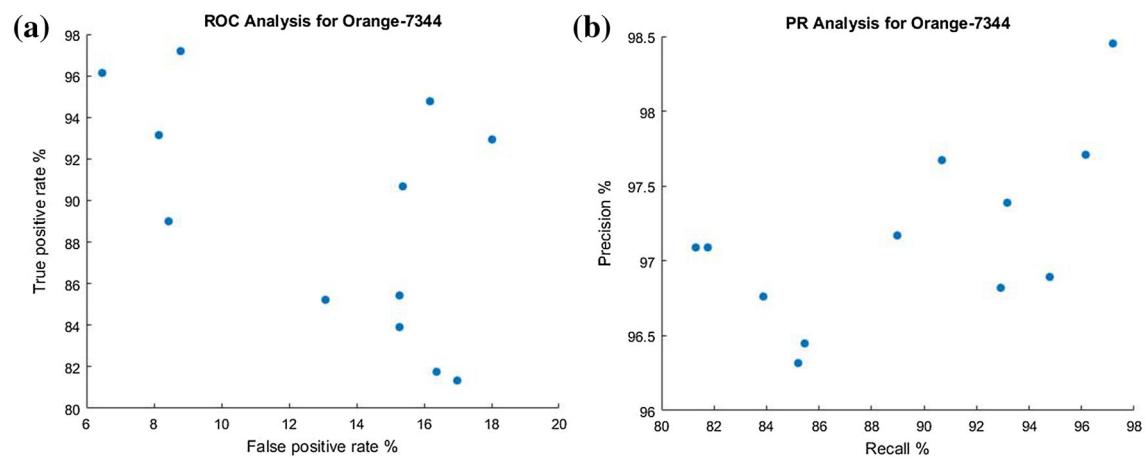 (a)
ROC Analysis for Orange-7344
98
96
94
92
90
88
86
84
82
80
True positive rate %
6 8 10 12 14 16 18 20
False positive rate %
(b)
PR Analysis for Orange-7344
98.5
98
97.5
97
96.5
96
Precision %
80 82 84 86 88 90 92 94 96 98
Recall %